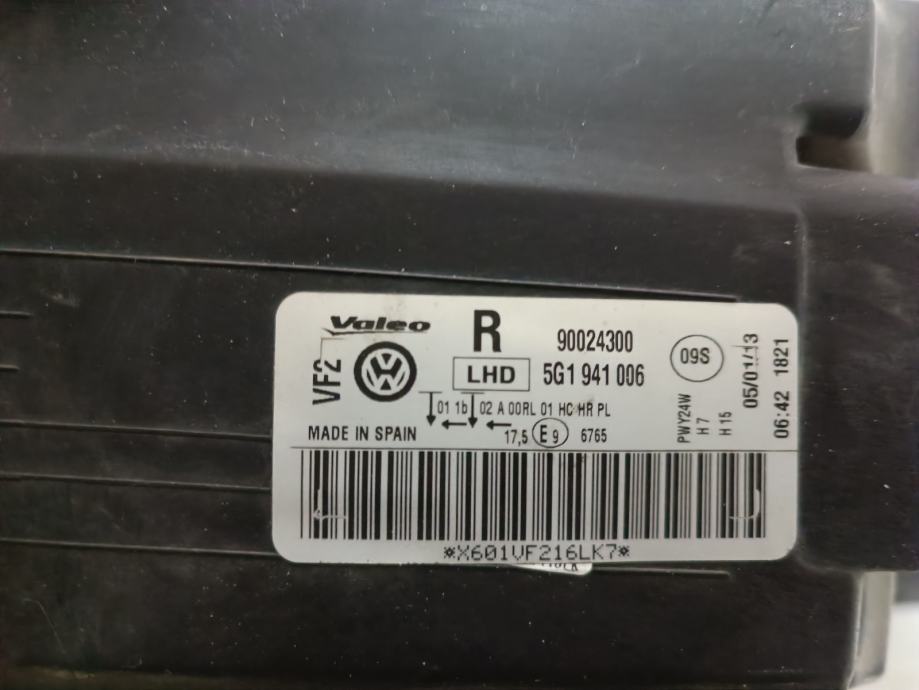 Valeo R 90024300
VF2 LHD 5G1 941 006
09S
05/01/13
06:42 1821
01 1b 02 A 00RL 01 HC HR PL
MADE IN SPAIN 17,5 E9 6765
PWY24W
H7
H15
*X601VF216LK7*